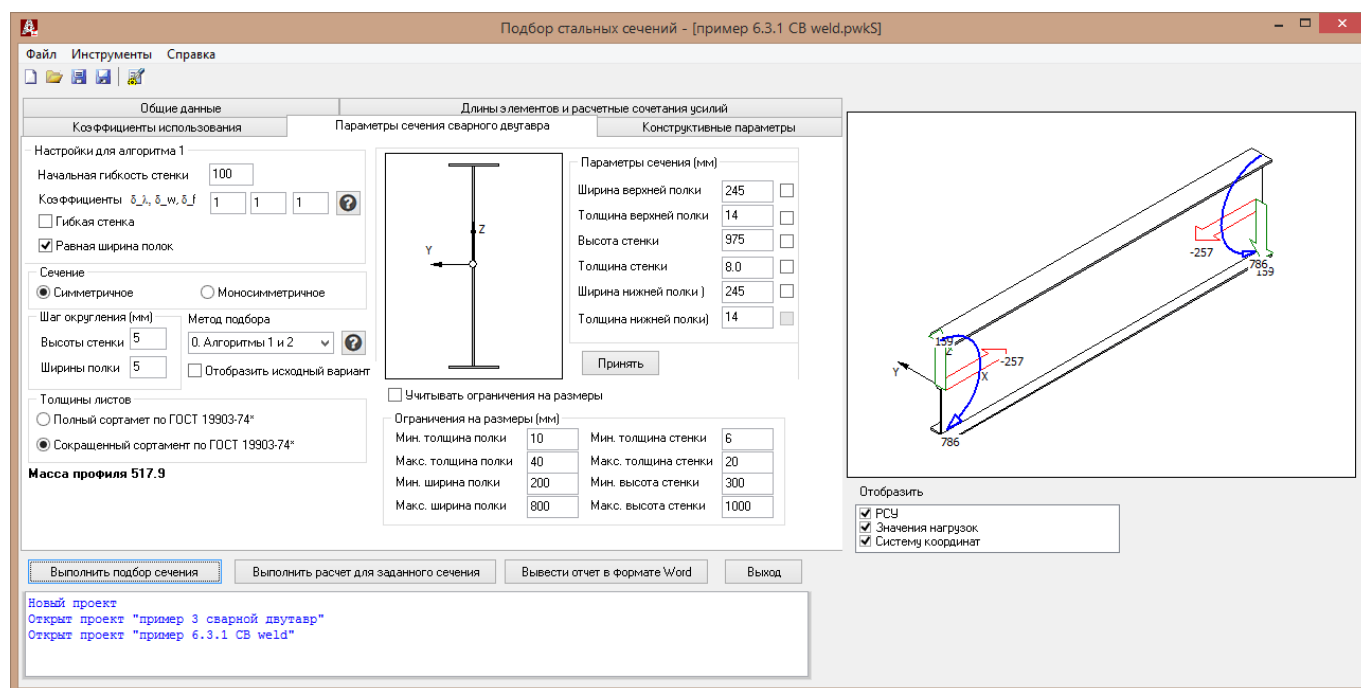 Подбор стальных сечений - [пример 6.3.1 СВ weld.pwkS]
Файл Инструменты Справка
Общие данные
Длины элементов и расчетные сочетания усилий
Коэффициенты использования
Параметры сечения сварного двутавра
Конструктивные параметры
Настройки для алгоритма 1
Начальная гибкость стенки 100
Коэффициенты δ_λ, δ_w, δ_f 1 1 1
Гибкая стенка
Равная ширина полок
Сечение
Симметричное Моносимметричное
Шаг округления (мм)
Высоты стенки 5
Ширины полки 5
Метод подбора
0. Алгоритмы 1 и 2
Отобразить исходный вариант
Толщины листов
Полный сортамет по ГОСТ 19903-74*
Сокращенный сортамент по ГОСТ 19903-74*
Масса профиля 517.9
Z
Y
Параметры сечения (мм)
Ширина верхней полки 245
Толщина верхней полки 14
Высота стенки 975
Толщина стенки 8.0
Ширина нижней полки ) 245
Толщина нижней полки) 14
Принять
Учитывать ограничения на размеры
Ограничения на размеры (мм)
Мин. толщина полки 10 Мин. толщина стенки 6
Макс. толщина полки 40 Макс. толщина стенки 20
Мин. ширина полки 200 Мин. высота стенки 300
Макс. ширина полки 800 Макс. высота стенки 1000
-257
786
159
159
Z
-257
Y
X
786
Отобразить
РСУ
Значения нагрузок
Систему координат
Выполнить подбор сечения
Выполнить расчет для заданного сечения
Вывести отчет в формате Word
Выход
Новый проект
Открыт проект "пример 3 сварной двутавр"
Открыт проект "пример 6.3.1 СВ weld"